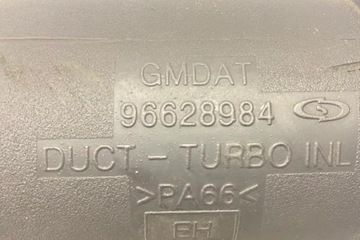 GMDAT
96628984
DUCT - TURBO INL
>PA66<
EH